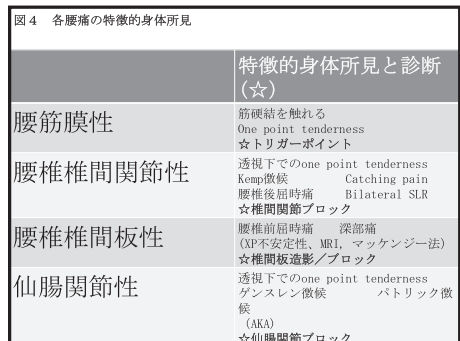 図4 各腰痛の特徴的身体所見
特徴的身体所見と診断
(☆)
腰筋膜性
筋硬結を触れる
One point tenderness
☆トリガーポイント
腰椎椎間関節性
透視下でのone point tenderness
Kemp徴候 Catching pain
腰椎後屈時痛 Bilateral SLR
☆椎間関節ブロック
腰椎椎間板性
腰椎前屈時痛 深部痛
(XP不安定性、MRI, マッケンジー法)
☆椎間板造影／ブロック
仙腸関節性
透視下でのone point tenderness
ゲンスレン徴候 パトリック徴
候
(AKA)
☆仙腸関節ブロック